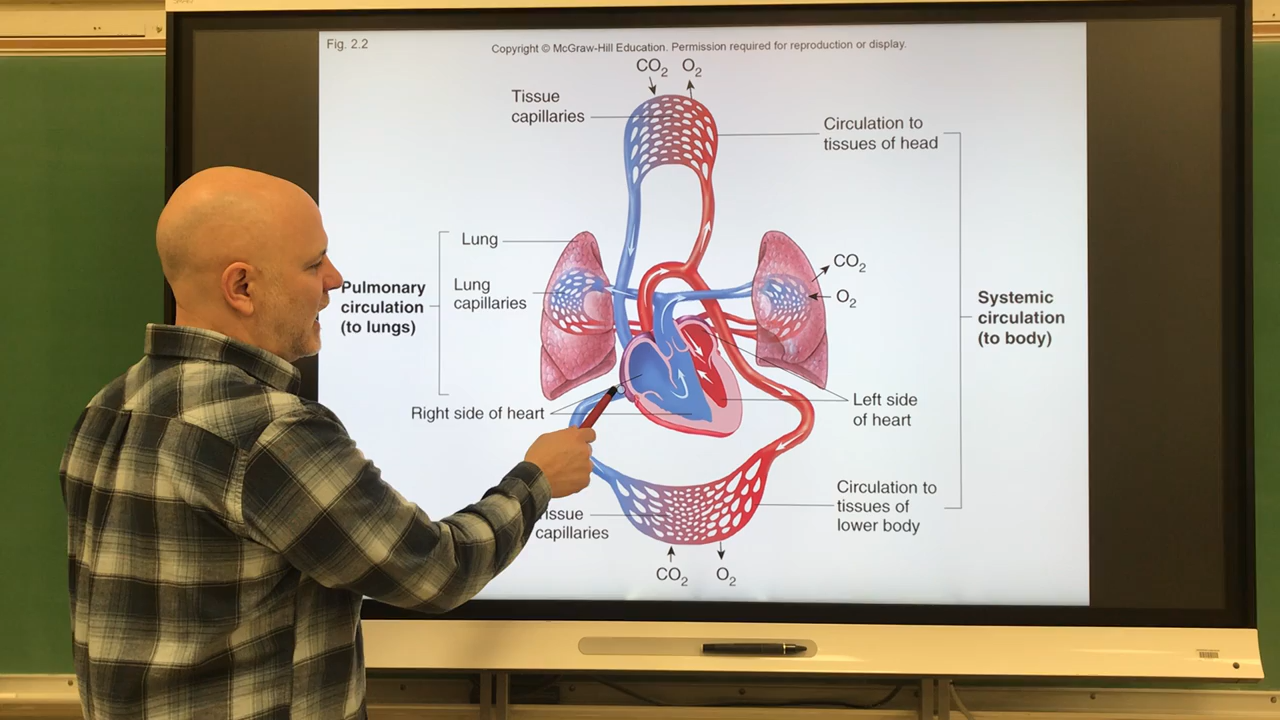 Fig. 2.2
Copyright © McGraw-Hill Education. Permission required for reproduction or display.
CO₂ O₂
Tissue
capillaries
Circulation to
tissues of head
Lung
Lung
capillaries
Pulmonary
circulation
(to lungs)
CO₂
O₂
Systemic
circulation
(to body)
Right side of heart
Left side
of heart
Circulation to
tissues of
lower body
issue
capillaries
CO₂ O₂